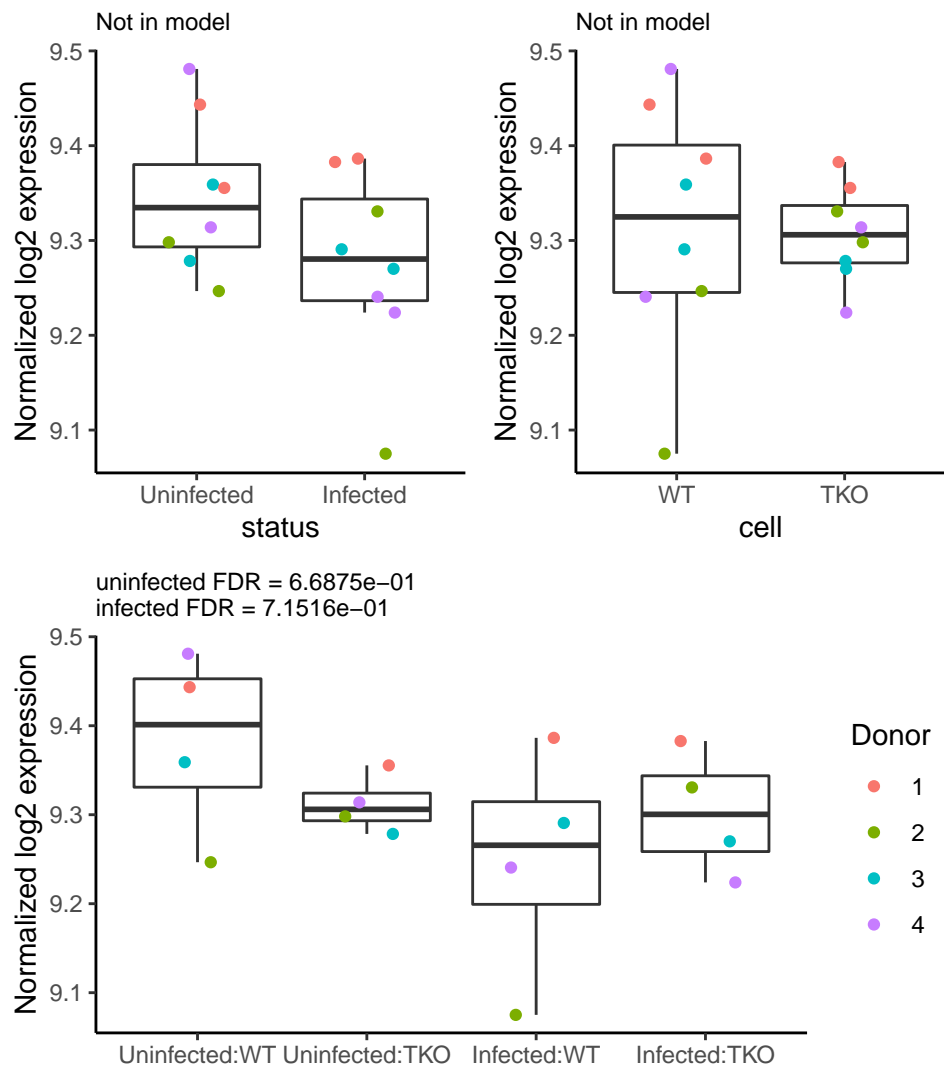 Not in model
9.5
9.4
9.3
9.2
9.1
Normalized log2 expression
Uninfected Infected
status
Not in model
9.5
9.4
9.3
9.2
9.1
Normalized log2 expression
WT TKO
cell
uninfected FDR = 6.6875e−01
infected FDR = 7.1516e−01
9.5
9.4
9.3
9.2
9.1
Normalized log2 expression
Uninfected:WT Uninfected:TKO Infected:WT Infected:TKO
Donor
1
2
3
4